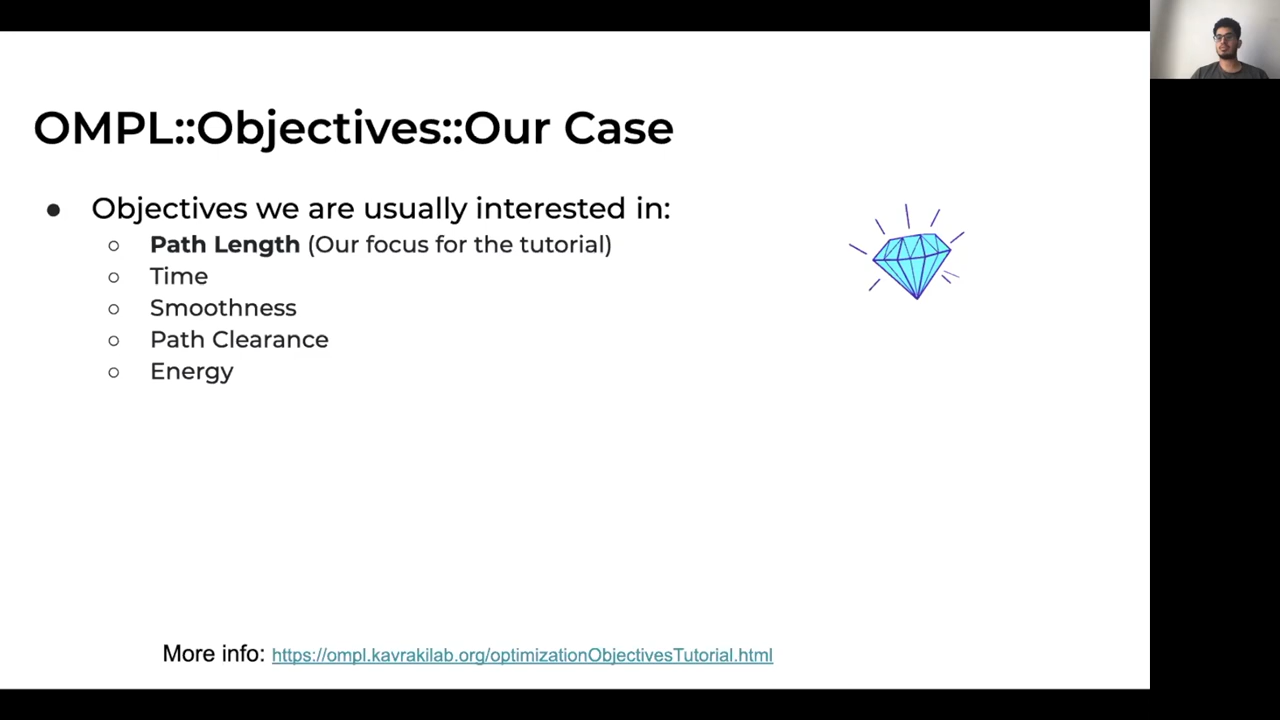 OMPL::Objectives::Our Case
● Objectives we are usually interested in:
○ Path Length (Our focus for the tutorial)
○ Time
○ Smoothness
○ Path Clearance
○ Energy
More info: https://ompl.kavrakilab.org/optimizationObjectivesTutorial.html